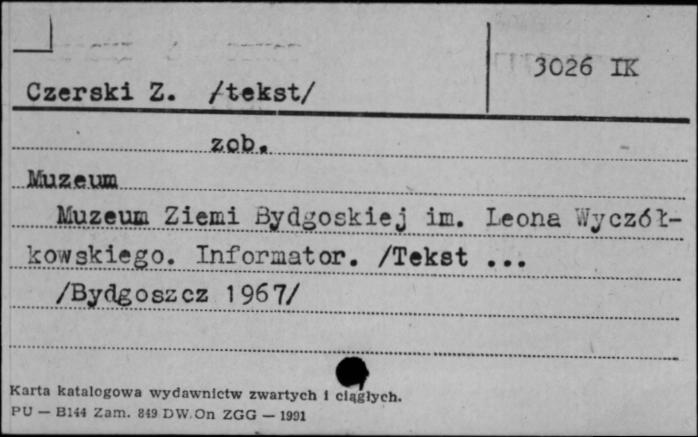 3026 IK
Czerski Z. /tekst/
zob.
Muzeum
Muzeum Ziemi Bydgoskiej im. Leona Wyczół-
kowskiego. Informator. /Tekst ...
/Bydgoszcz 1967/
Karta katalogowa wydawnictw zwartych i ciągłych.
PU — B144 Zam. 849 DW.On ZGG — 1991